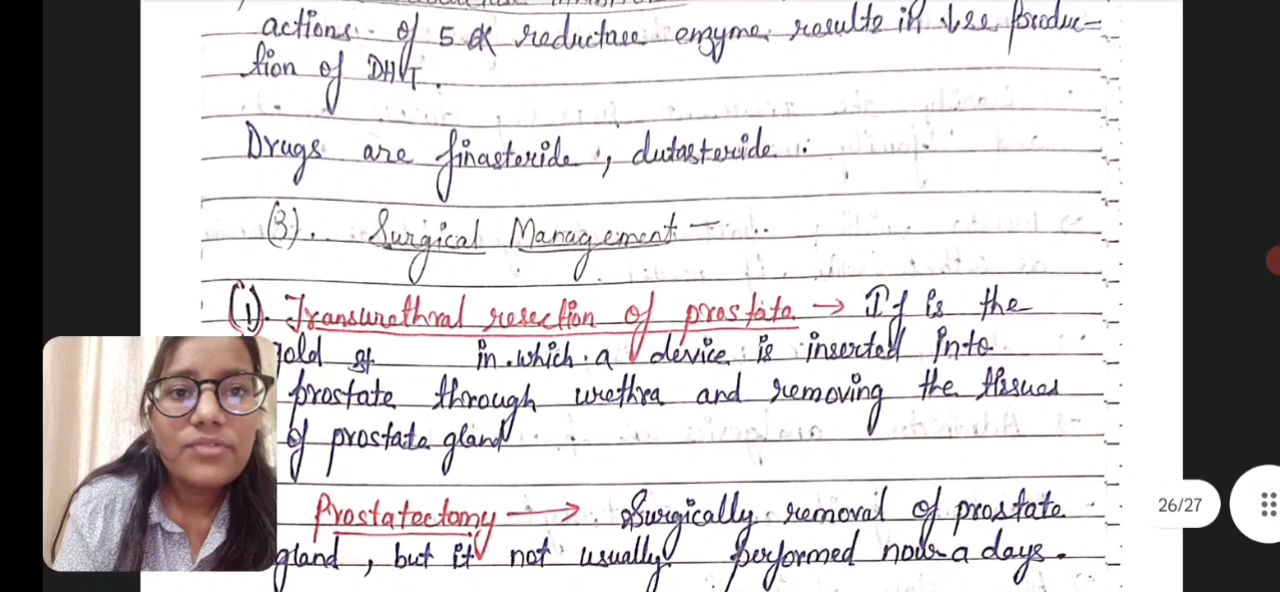 actions of 5 α reductase enzyme results in ↓se produc-
tion of DHT.
Drugs are finasteride, dutasteride.
(3). Surgical Management -
(i). Transurethral resection of prostate → It is the
gold st in which a device is inserted into
prostate through urethra and removing the tissues
of prostate gland
Prostatectomy → Surgically removal of prostate
gland, but it not usually performed now a days.
26/27